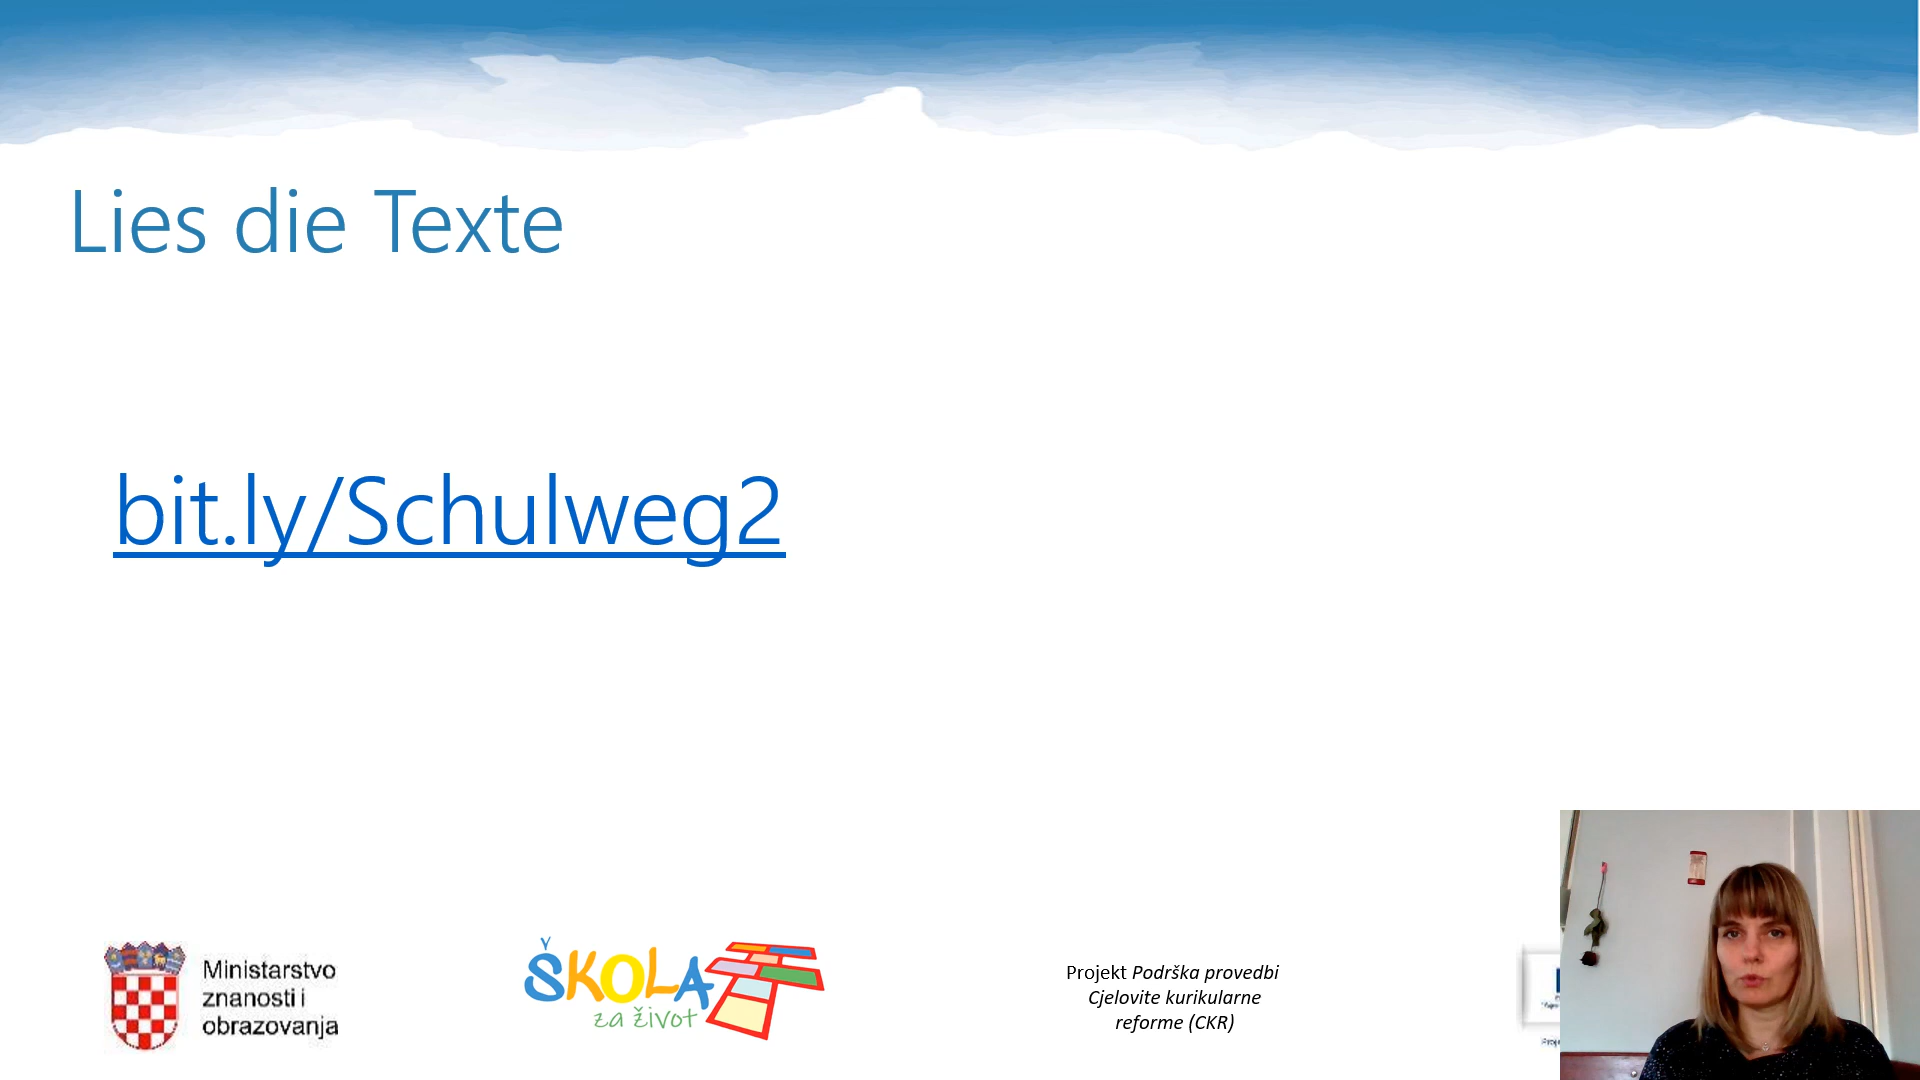 Lies die Texte
bit.ly/Schulweg2
Ministarstvo
znanosti i
obrazovanja
ŠKOLA
za život
Projekt Podrška provedbi
Cjelovite kurikularne
reforme (CKR)